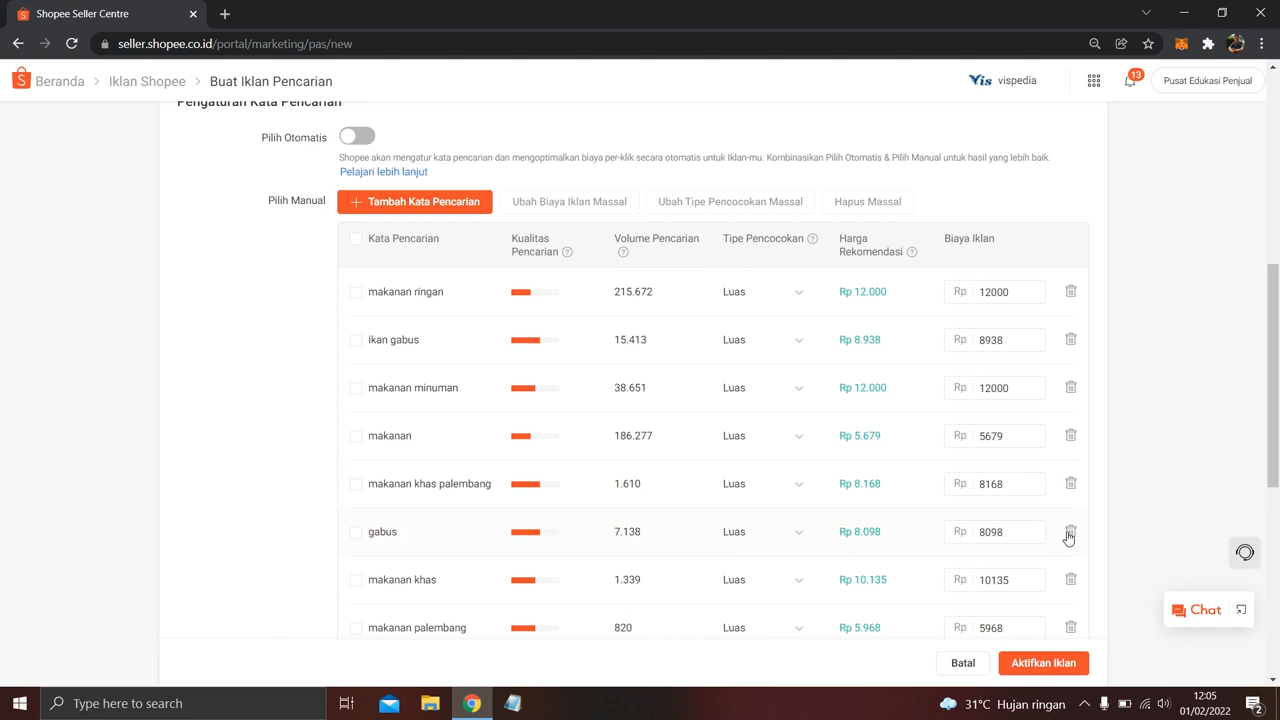 Shopee Seller Centre
seller.shopee.co.id/portal/marketing/pas/new
Beranda > Iklan Shopee > Buat Iklan Pencarian
vispedia
13
Pusat Edukasi Penjual
Pengaturan Kata Pencarian
Pilih Otomatis
Shopee akan mengatur kata pencarian dan mengoptimalkan biaya per-klik secara otomatis untuk Iklan-mu. Kombinasikan Pilih Otomatis & Pilih Manual untuk hasil yang lebih baik.
Pelajari lebih lanjut
Pilih Manual
+ Tambah Kata Pencarian
Ubah Biaya Iklan Massal
Ubah Tipe Pencocokan Massal
Hapus Massal
Kata Pencarian
Kualitas
Pencarian
Volume Pencarian
Tipe Pencocokan
Harga
Rekomendasi
Biaya Iklan
makanan ringan 215.672 Luas Rp 12.000 Rp 12000
ikan gabus 15.413 Luas Rp 8.938 Rp 8938
makanan minuman 38.651 Luas Rp 12.000 Rp 12000
makanan 186.277 Luas Rp 5.679 Rp 5679
makanan khas palembang 1.610 Luas Rp 8.168 Rp 8168
gabus 7.138 Luas Rp 8.098 Rp 8098
makanan khas 1.339 Luas Rp 10.135 Rp 10135
makanan palembang 820 Luas Rp 5.968 Rp 5968
Chat
Batal
Aktifkan Iklan
Type here to search
31°C Hujan ringan
12:05
01/02/2022
2